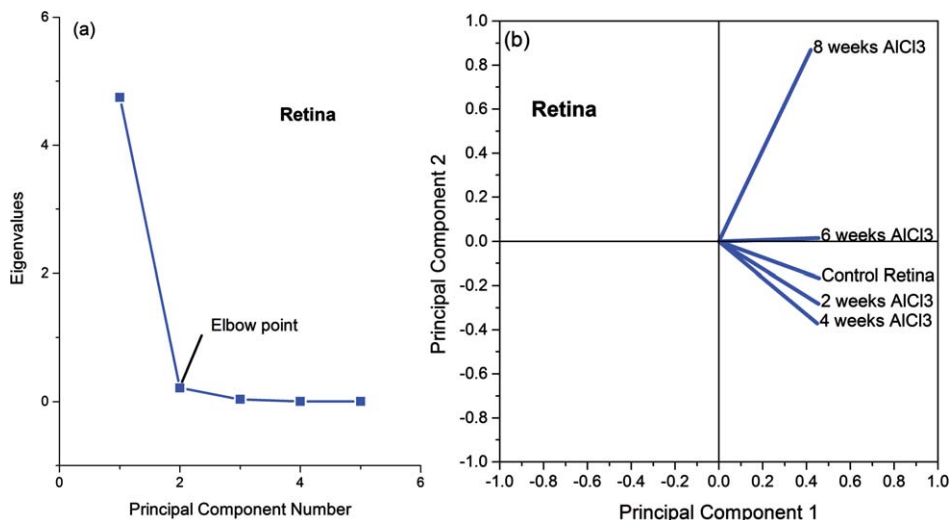 (a)
Retina
Elbow point
Eigenvalues
6
4
2
0
0
2
4
6
Principal Component Number
(b)
Retina
8 weeks AlCl3
6 weeks AlCl3
Control Retina
2 weeks AlCl3
4 weeks AlCl3
Principal Component 2
1.0
0.8
0.6
0.4
0.2
0.0
-0.2
-0.4
-0.6
-0.8
-1.0
-1.0 -0.8 -0.6 -0.4 -0.2 0.0 0.2 0.4 0.6 0.8 1.0
Principal Component 1